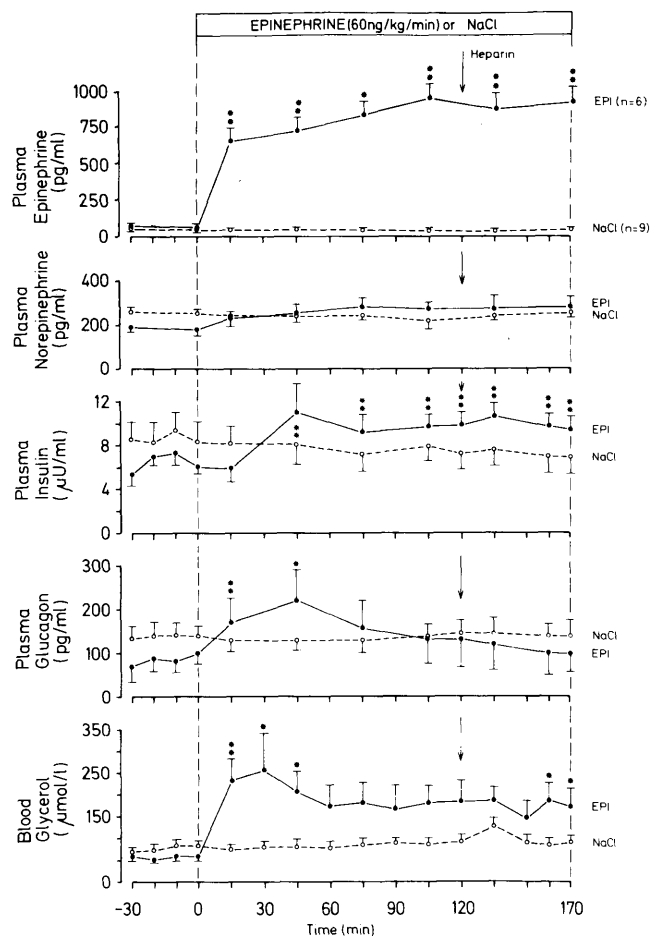 EPINEPHRINE (60ng/kg/min) or NaCl
Heparin
Plasma
Epinephrine
(pg/ml)
1000
750
500
250
0
EPI (n=6)
NaCl (n=9)
Plasma
Norepinephrine
(pg/ml)
400
200
0
EPI
NaCl
Plasma
Insulin
(µU/ml)
12
8
4
0
EPI
NaCl
Plasma
Glucagon
(pg/ml)
300
200
100
0
NaCl
EPI
Blood
Glycerol
(µmol/l)
350
250
150
0
EPI
NaCl
-30 0 30 60 90 120 170
Time (min)